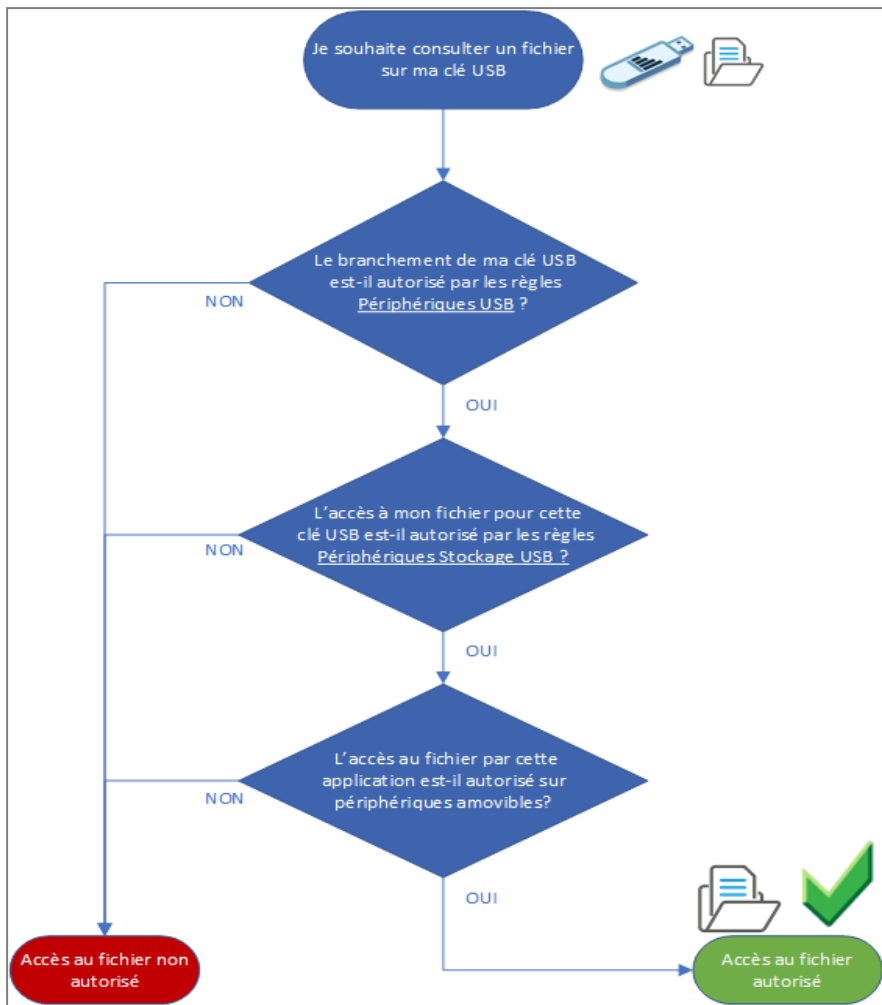 Je souhaite consulter un fichier
sur ma clé USB
Le branchement de ma clé USB
est-il autorisé par les règles
Périphériques USB ?
NON
OUI
L'accès à mon fichier pour cette
clé USB est-il autorisé par les règles
Périphériques Stockage USB ?
NON
OUI
L'accès au fichier par cette
application est-il autorisé sur
périphériques amovibles?
NON
OUI
Accès au fichier non
autorisé
Accès au fichier
autorisé